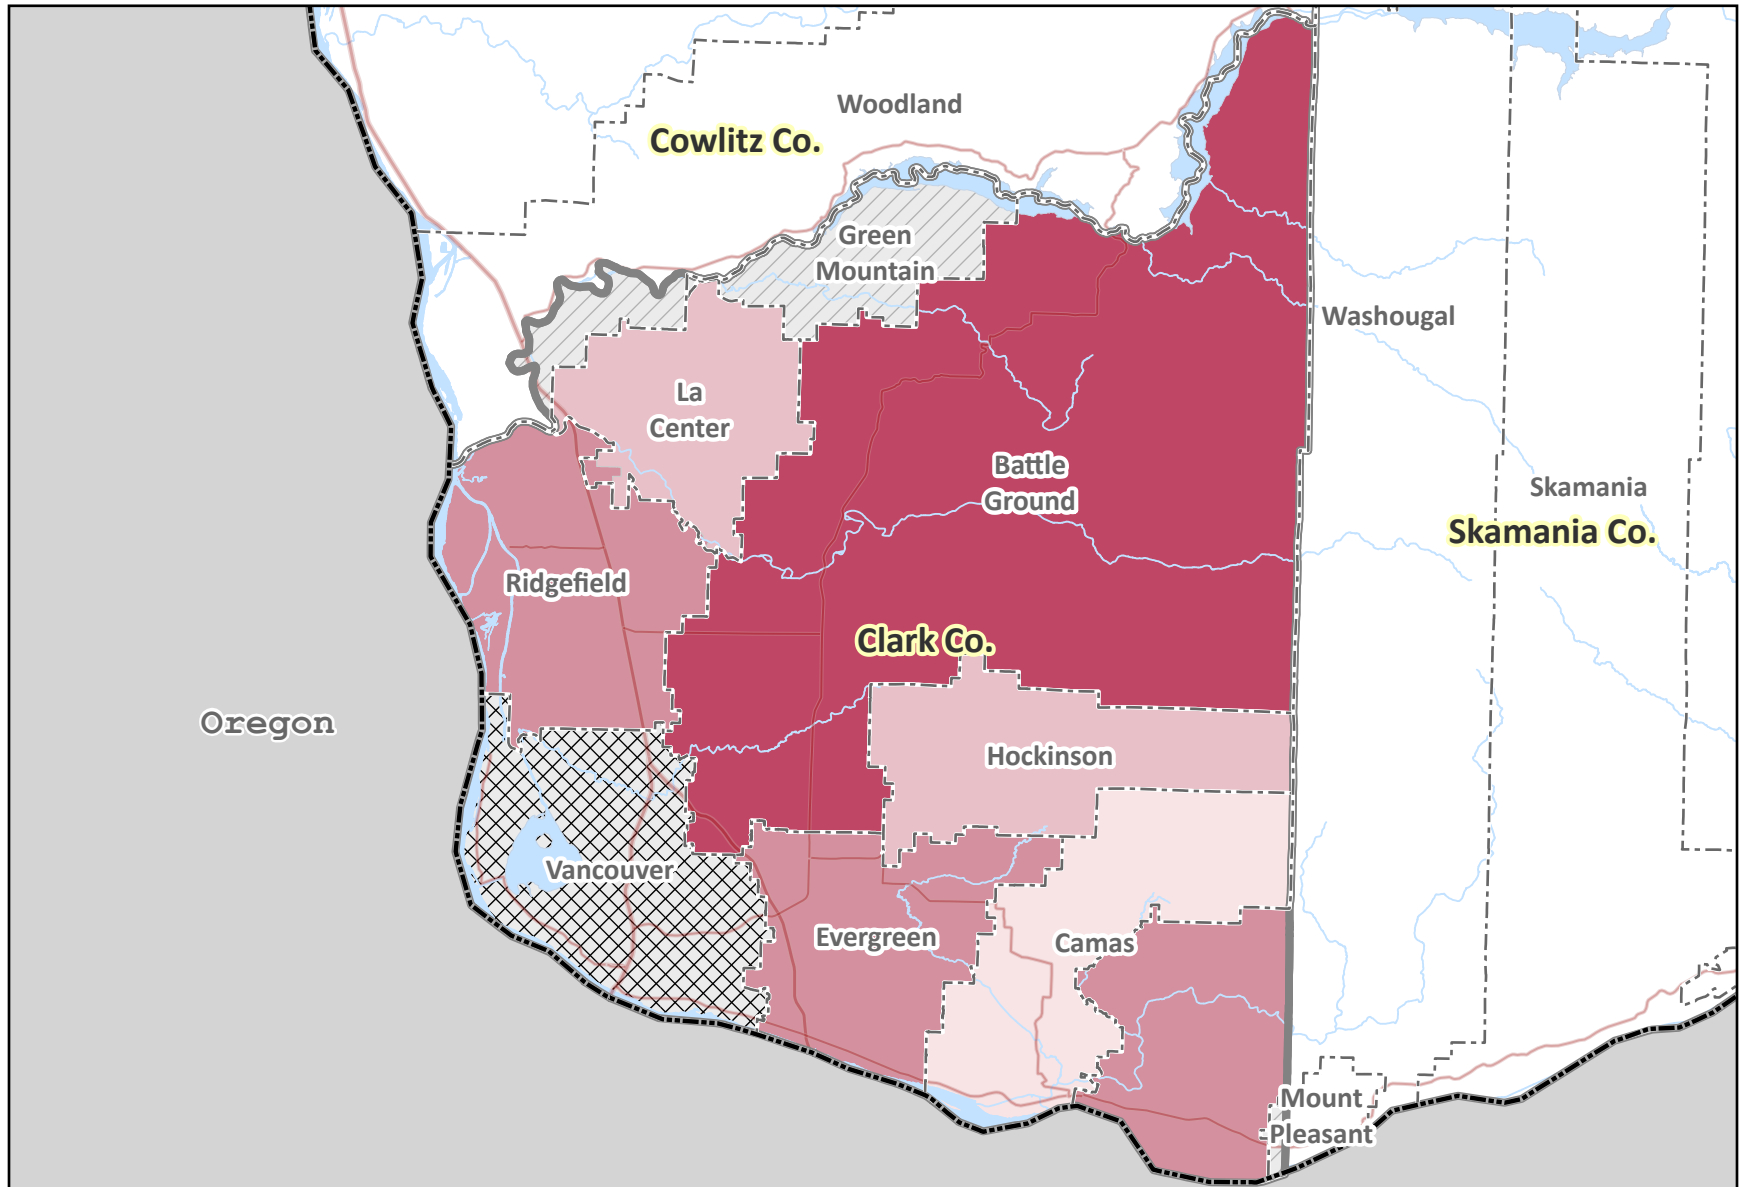 Woodland
Cowlitz Co.
Green
Mountain
Washougal
La
Center
Battle
Ground
Skamania
Skamania Co.
Ridgefield
Clark Co.
Oregon
Hockinson
Vancouver
Evergreen
Camas
Mount
Pleasant